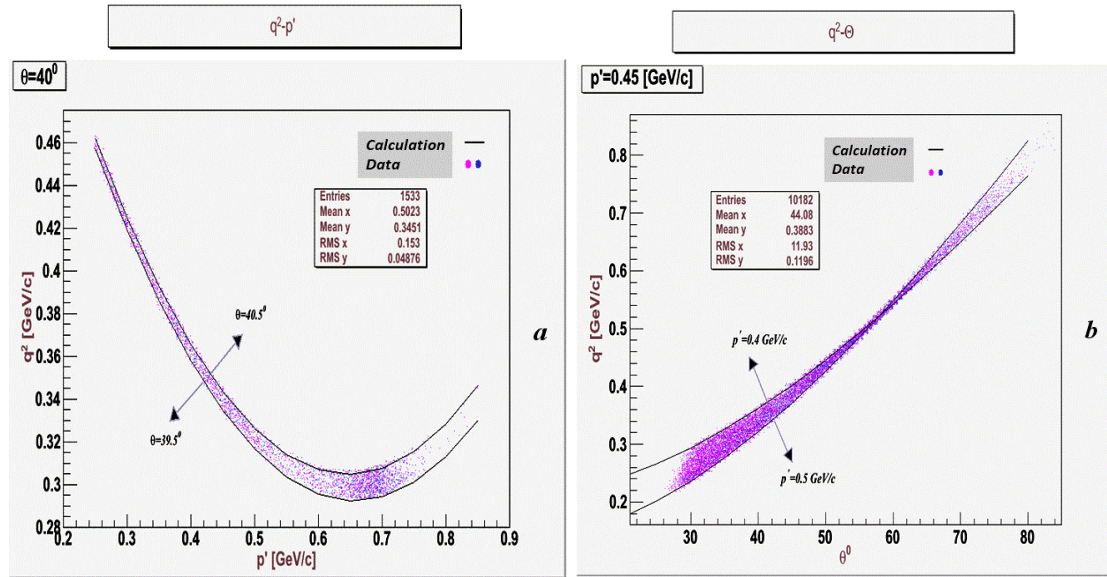 q²-p'
θ=40⁰
Calculation
Data
Entries 1533
Mean x 0.5023
Mean y 0.3451
RMS x 0.153
RMS y 0.04876
θ=40.5⁰
θ=39.5⁰
a
q² [GeV/c]
0.46
0.44
0.42
0.4
0.38
0.36
0.34
0.32
0.3
0.28
0.2 0.3 0.4 0.5 0.6 0.7 0.8 0.9
p' [GeV/c]
q²-Θ
p'=0.45 [GeV/c]
Calculation
Data
Entries 10182
Mean x 44.08
Mean y 0.3883
RMS x 11.93
RMS y 0.1196
p'=0.4 GeV/c
p'=0.5 GeV/c
b
q² [GeV/c]
0.8
0.7
0.6
0.5
0.4
0.3
0.2
30 40 50 60 70 80
θ⁰